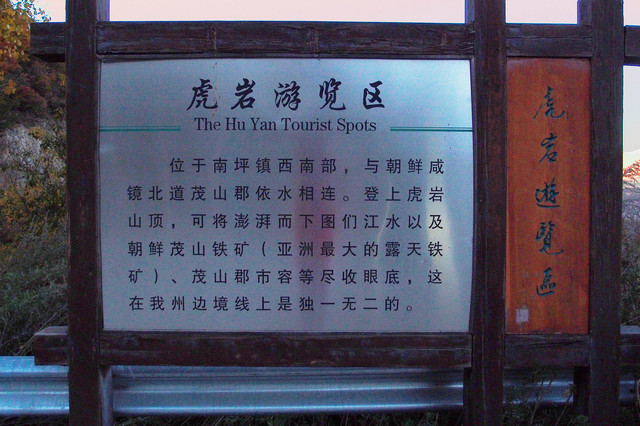 虎岩游览区
The Hu Yan Tourist Spots
位于南坪镇西南部，与朝鲜咸
镜北道茂山郡依水相连。登上虎岩
山顶，可将澎湃而下图们江水以及
朝鲜茂山铁矿（亚洲最大的露天铁
矿）、茂山郡市容等尽收眼底，这
在我州边境线上是独一无二的。
虎岩遊覽區